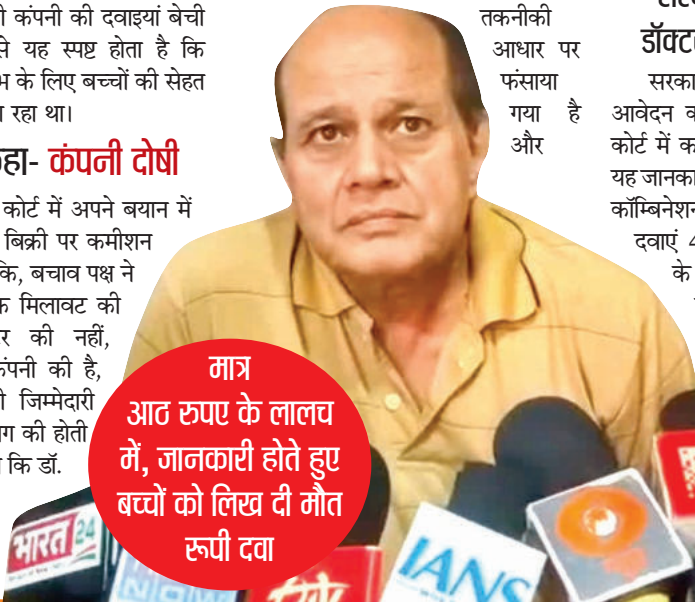 कंपनी की दवाइयां बेची
से यह स्पष्ट होता है कि
के लिए बच्चों की सेहत
रहा था।
कंपनी दोषी
कोर्ट में अपने बयान में
बिक्री पर कमीशन
बचाव पक्ष ने
मिलावट की
की नहीं,
कंपनी की है,
जिम्मेदारी
की होती
कि डॉ.
तकनीकी
आधार पर
फंसाया
गया है
और
सरका
आवेदन
कोर्ट में
यह जानका
कॉम्बिनेशन
दवाएं 4
के
मात्र
आठ रुपए के लालच
में, जानकारी होते हुए
बच्चों को लिख दी मौत
रूपी दवा
भारत 24
IANS